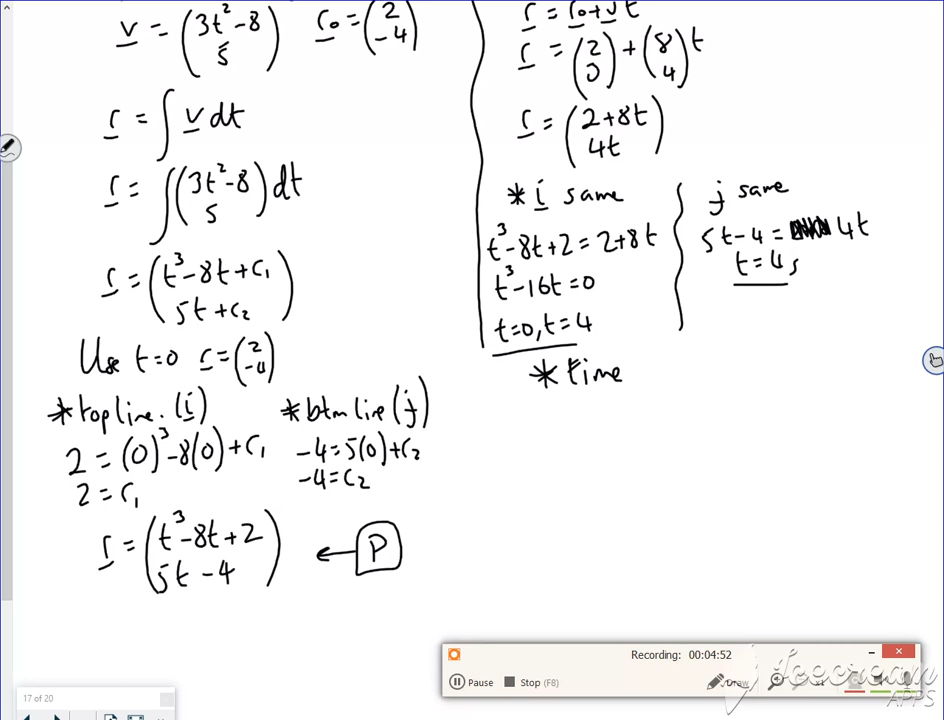 v = (3t²-8
5) r₀ = (2
-4)
r = ∫ v dt
r = ∫ (3t²-8
5) dt
r = (t³-8t+c₁
5t+c₂)
Use t=0 r = (2
-4)
*top line. (i) *btm line (j)
2 = (0)³-8(0)+c₁ -4=5(0)+c₂
2 = c₁ -4=c₂
r = (t³-8t+2
5t-4) ← P
r = r₀+vt
r = (2
0) + (8
4) t
r = (2+8t
4t)
* i same
t³-8t+2=2+8t
t³-16t=0
t=0, t=4
* time
j same
5t-4= 4t
t=4s
Recording: 00:04:52
Pause Stop (F8) Draw
Icecream
APPS
17 of 20